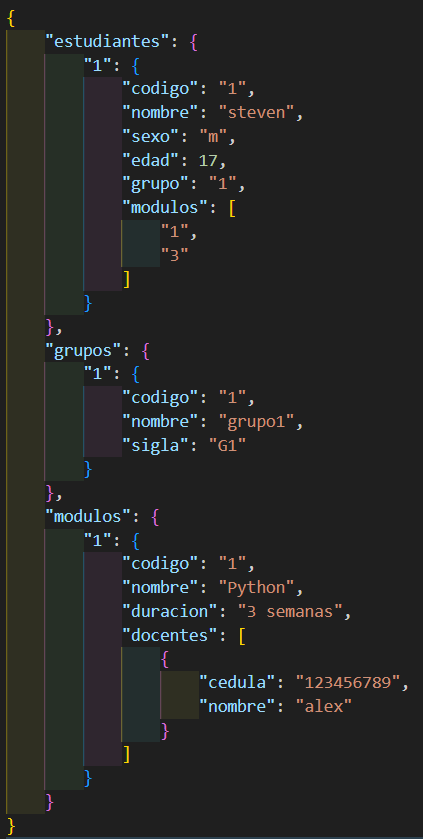 {
"estudiantes": {
"1": {
"codigo": "1",
"nombre": "steven",
"sexo": "m",
"edad": 17,
"grupo": "1",
"modulos": [
"1",
"3"
]
}
},
"grupos": {
"1": {
"codigo": "1",
"nombre": "grupo1",
"sigla": "G1"
}
},
"modulos": {
"1": {
"codigo": "1",
"nombre": "Python",
"duracion": "3 semanas",
"docentes": [
{
"cedula": "123456789",
"nombre": "alex"
}
]
}
}
}